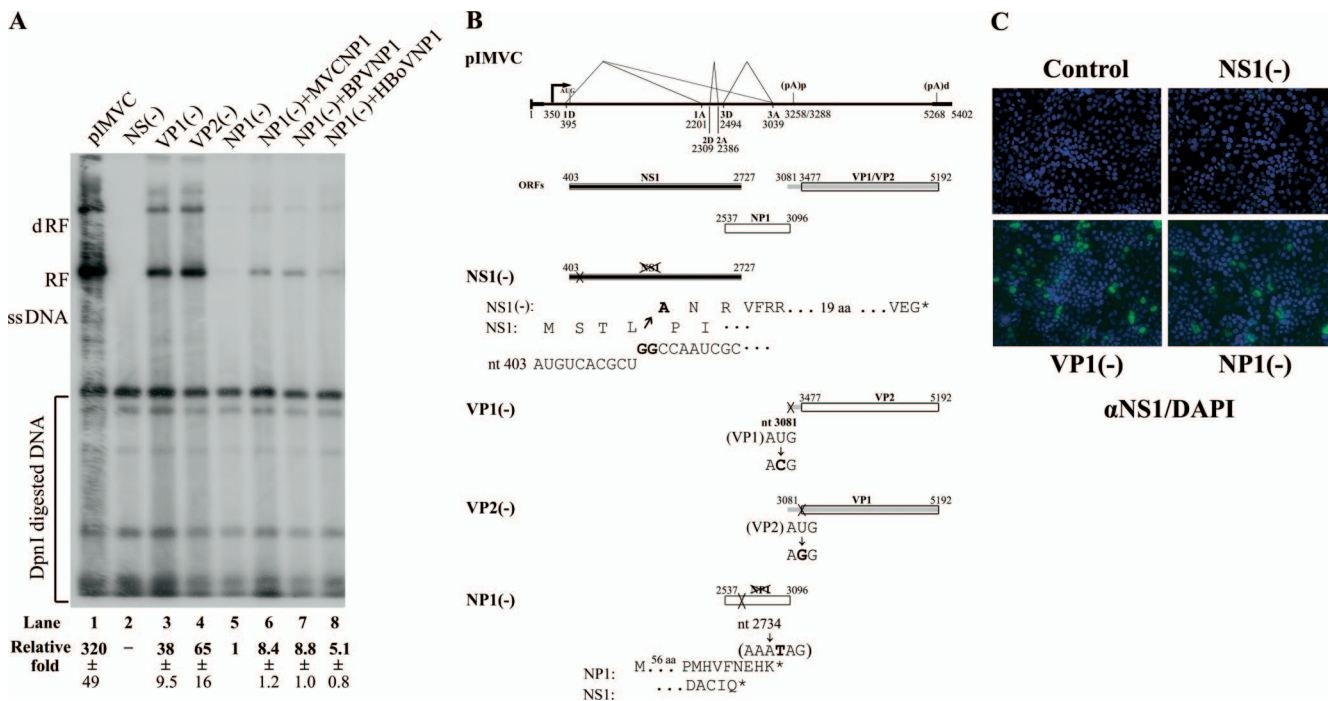 A
pIMVC
NS(-)
VP1(-)
VP2(-)
NP1(-)
NP1(-)+MVCNP1
NP1(-)+BPVNP1
NP1(-)+HBoVNP1
dRF
RF
ssDNA
DpnI digested DNA
Lane 1 2 3 4 5 6 7 8
Relative 320 – 38 65 1 8.4 8.8 5.1
fold ± ± ± ± ± ±
49 9.5 16 1.2 1.0 0.8
B
pIMVC
AUG
(pA)p (pA)d
1 350 1D 1A 3D 3A 3258/3288 5268 5402
395 2201 2494 3039
2D 2A
2309 2386
ORFs 403 NS1 2727 3081 3477 VP1/VP2 5192
2537 NP1 3096
NS1(-) 403 NS1 2727
NS1(-): A N R VFRR... 19 aa ...VEG*
NS1: M S T L P I ...
GGCCAAUCGC...
nt 403 AUGUCACGCU
VP1(-) 3477 VP2 5192
nt 3081
(VP1)AUG
↓
ACG
VP2(-) 3081 VP1 5192
(VP2)AUG
↓
AGG
NP1(-) 2537 NP1 3096
nt 2734
↓
(AAATAG)
NP1: M...56 aa PMHVFNEHK*
NS1: ...DACIQ*
C
Control NS1(-)
VP1(-) NP1(-)
αNS1/DAPI